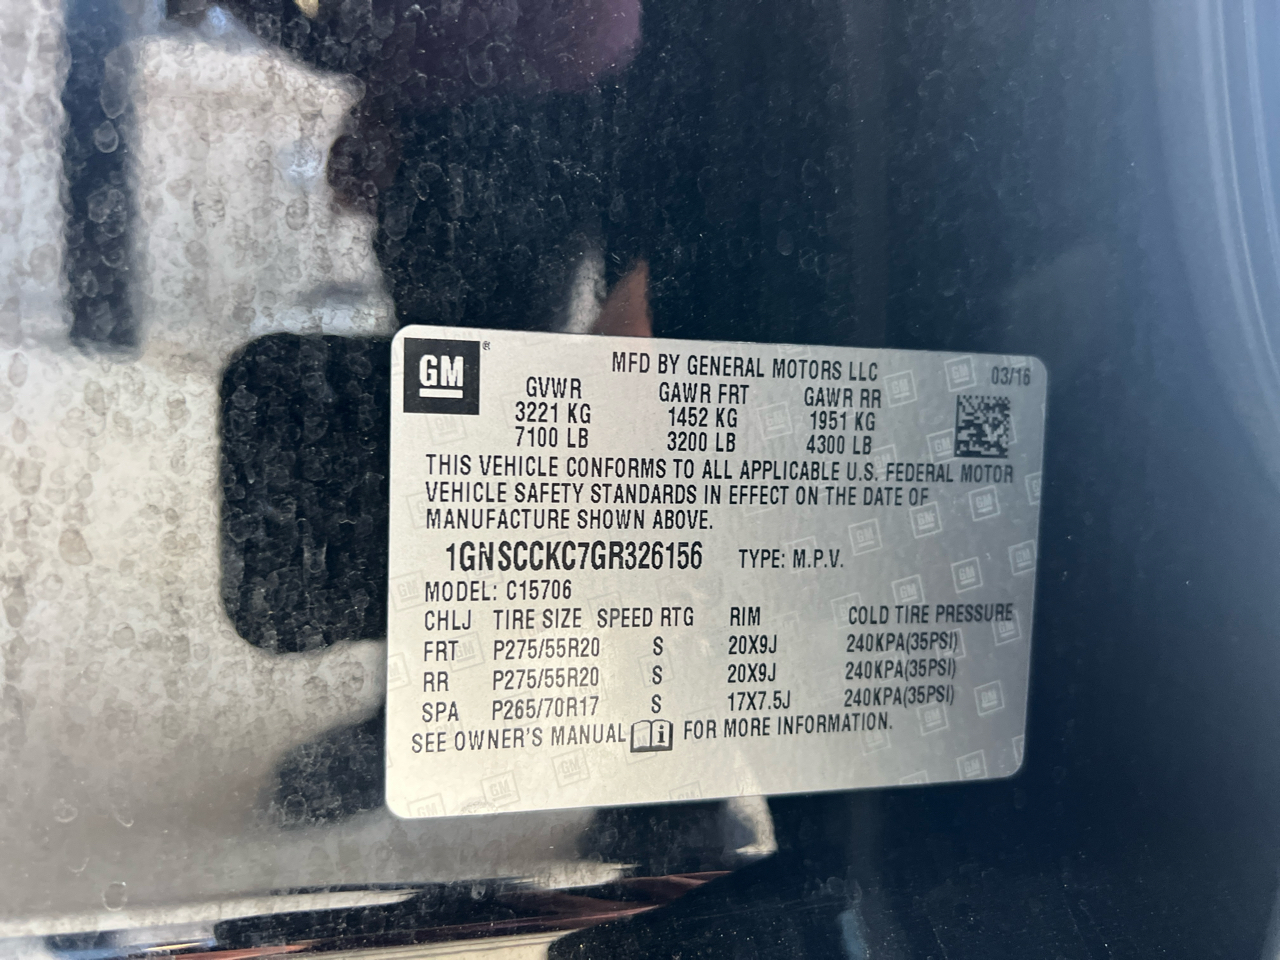 GM ®
MFD BY GENERAL MOTORS LLC 03/16
GVWR GAWR FRT GAWR RR
3221 KG 1452 KG 1951 KG
7100 LB 3200 LB 4300 LB
THIS VEHICLE CONFORMS TO ALL APPLICABLE U.S. FEDERAL MOTOR
VEHICLE SAFETY STANDARDS IN EFFECT ON THE DATE OF
MANUFACTURE SHOWN ABOVE.
1GNSCCKC7GR326156 TYPE: M.P.V.
MODEL: C15706
CHLJ TIRE SIZE SPEED RTG RIM COLD TIRE PRESSURE
FRT P275/55R20 S 20X9J 240KPA(35PSI)
RR P275/55R20 S 20X9J 240KPA(35PSI)
SPA P265/70R17 S 17X7.5J 240KPA(35PSI)
SEE OWNER'S MANUAL i FOR MORE INFORMATION.